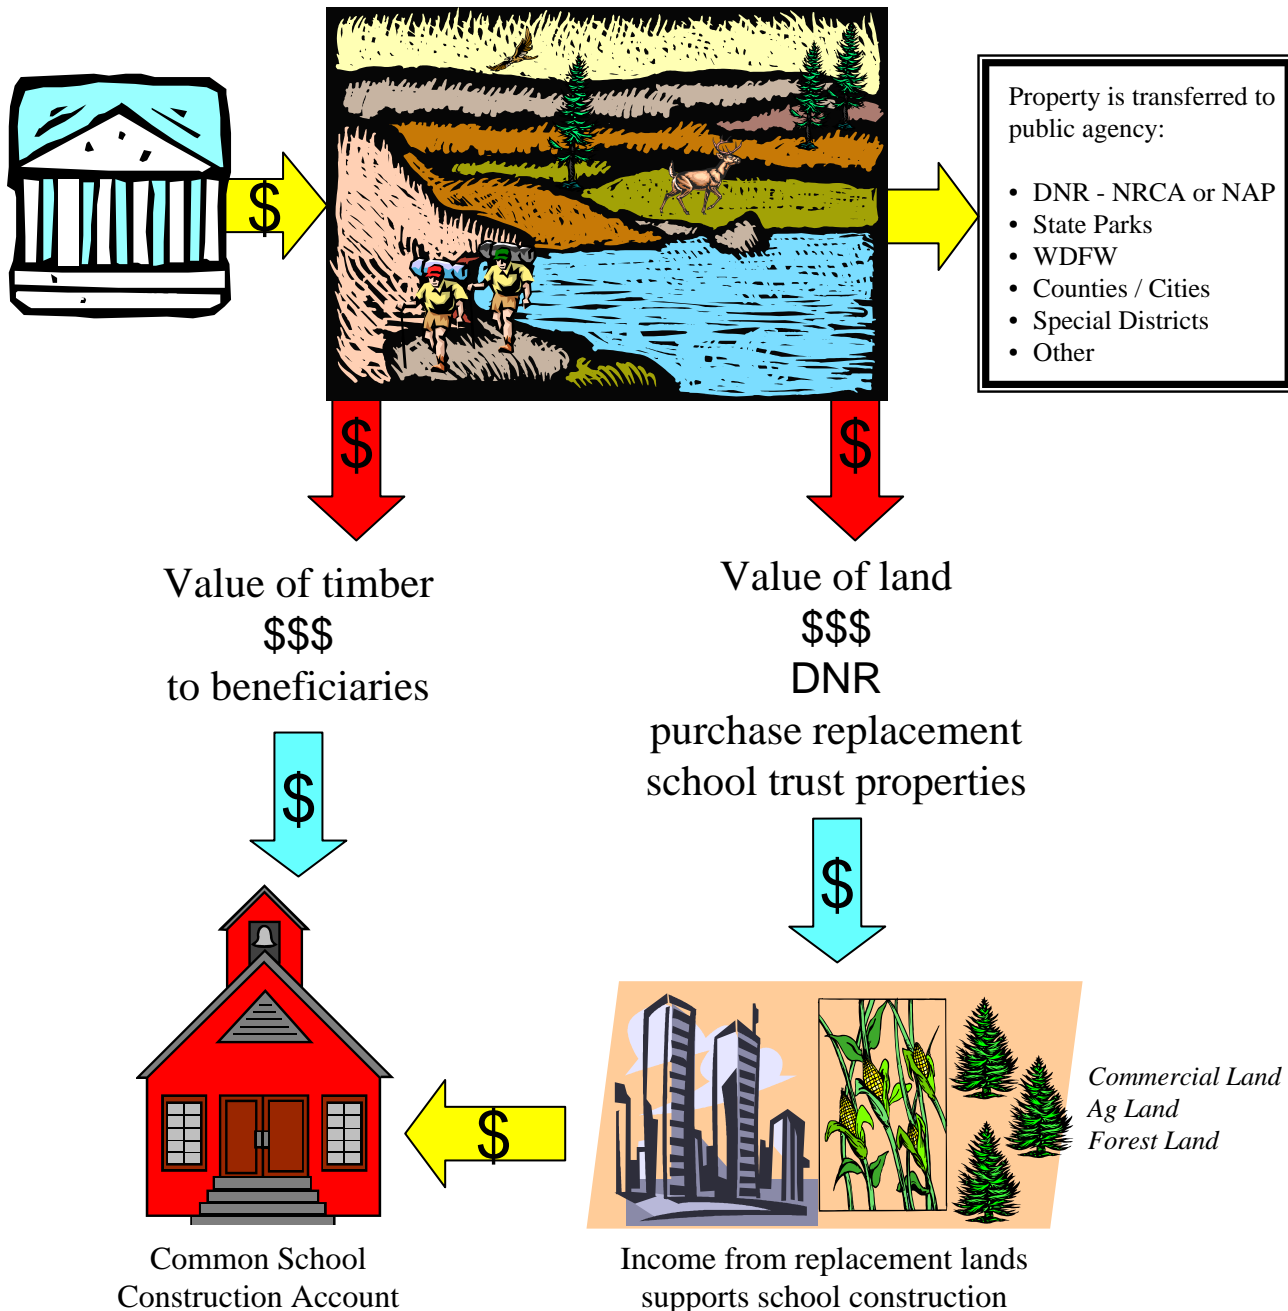 $
Property is transferred to
public agency:
• DNR - NRCA or NAP
• State Parks
• WDFW
• Counties / Cities
• Special Districts
• Other
$
$
Value of timber
$$$
to beneficiaries
Value of land
$$$
DNR
purchase replacement
school trust properties
$
$
$
Commercial Land
Ag Land
Forest Land
Common School
Construction Account
Income from replacement lands
supports school construction